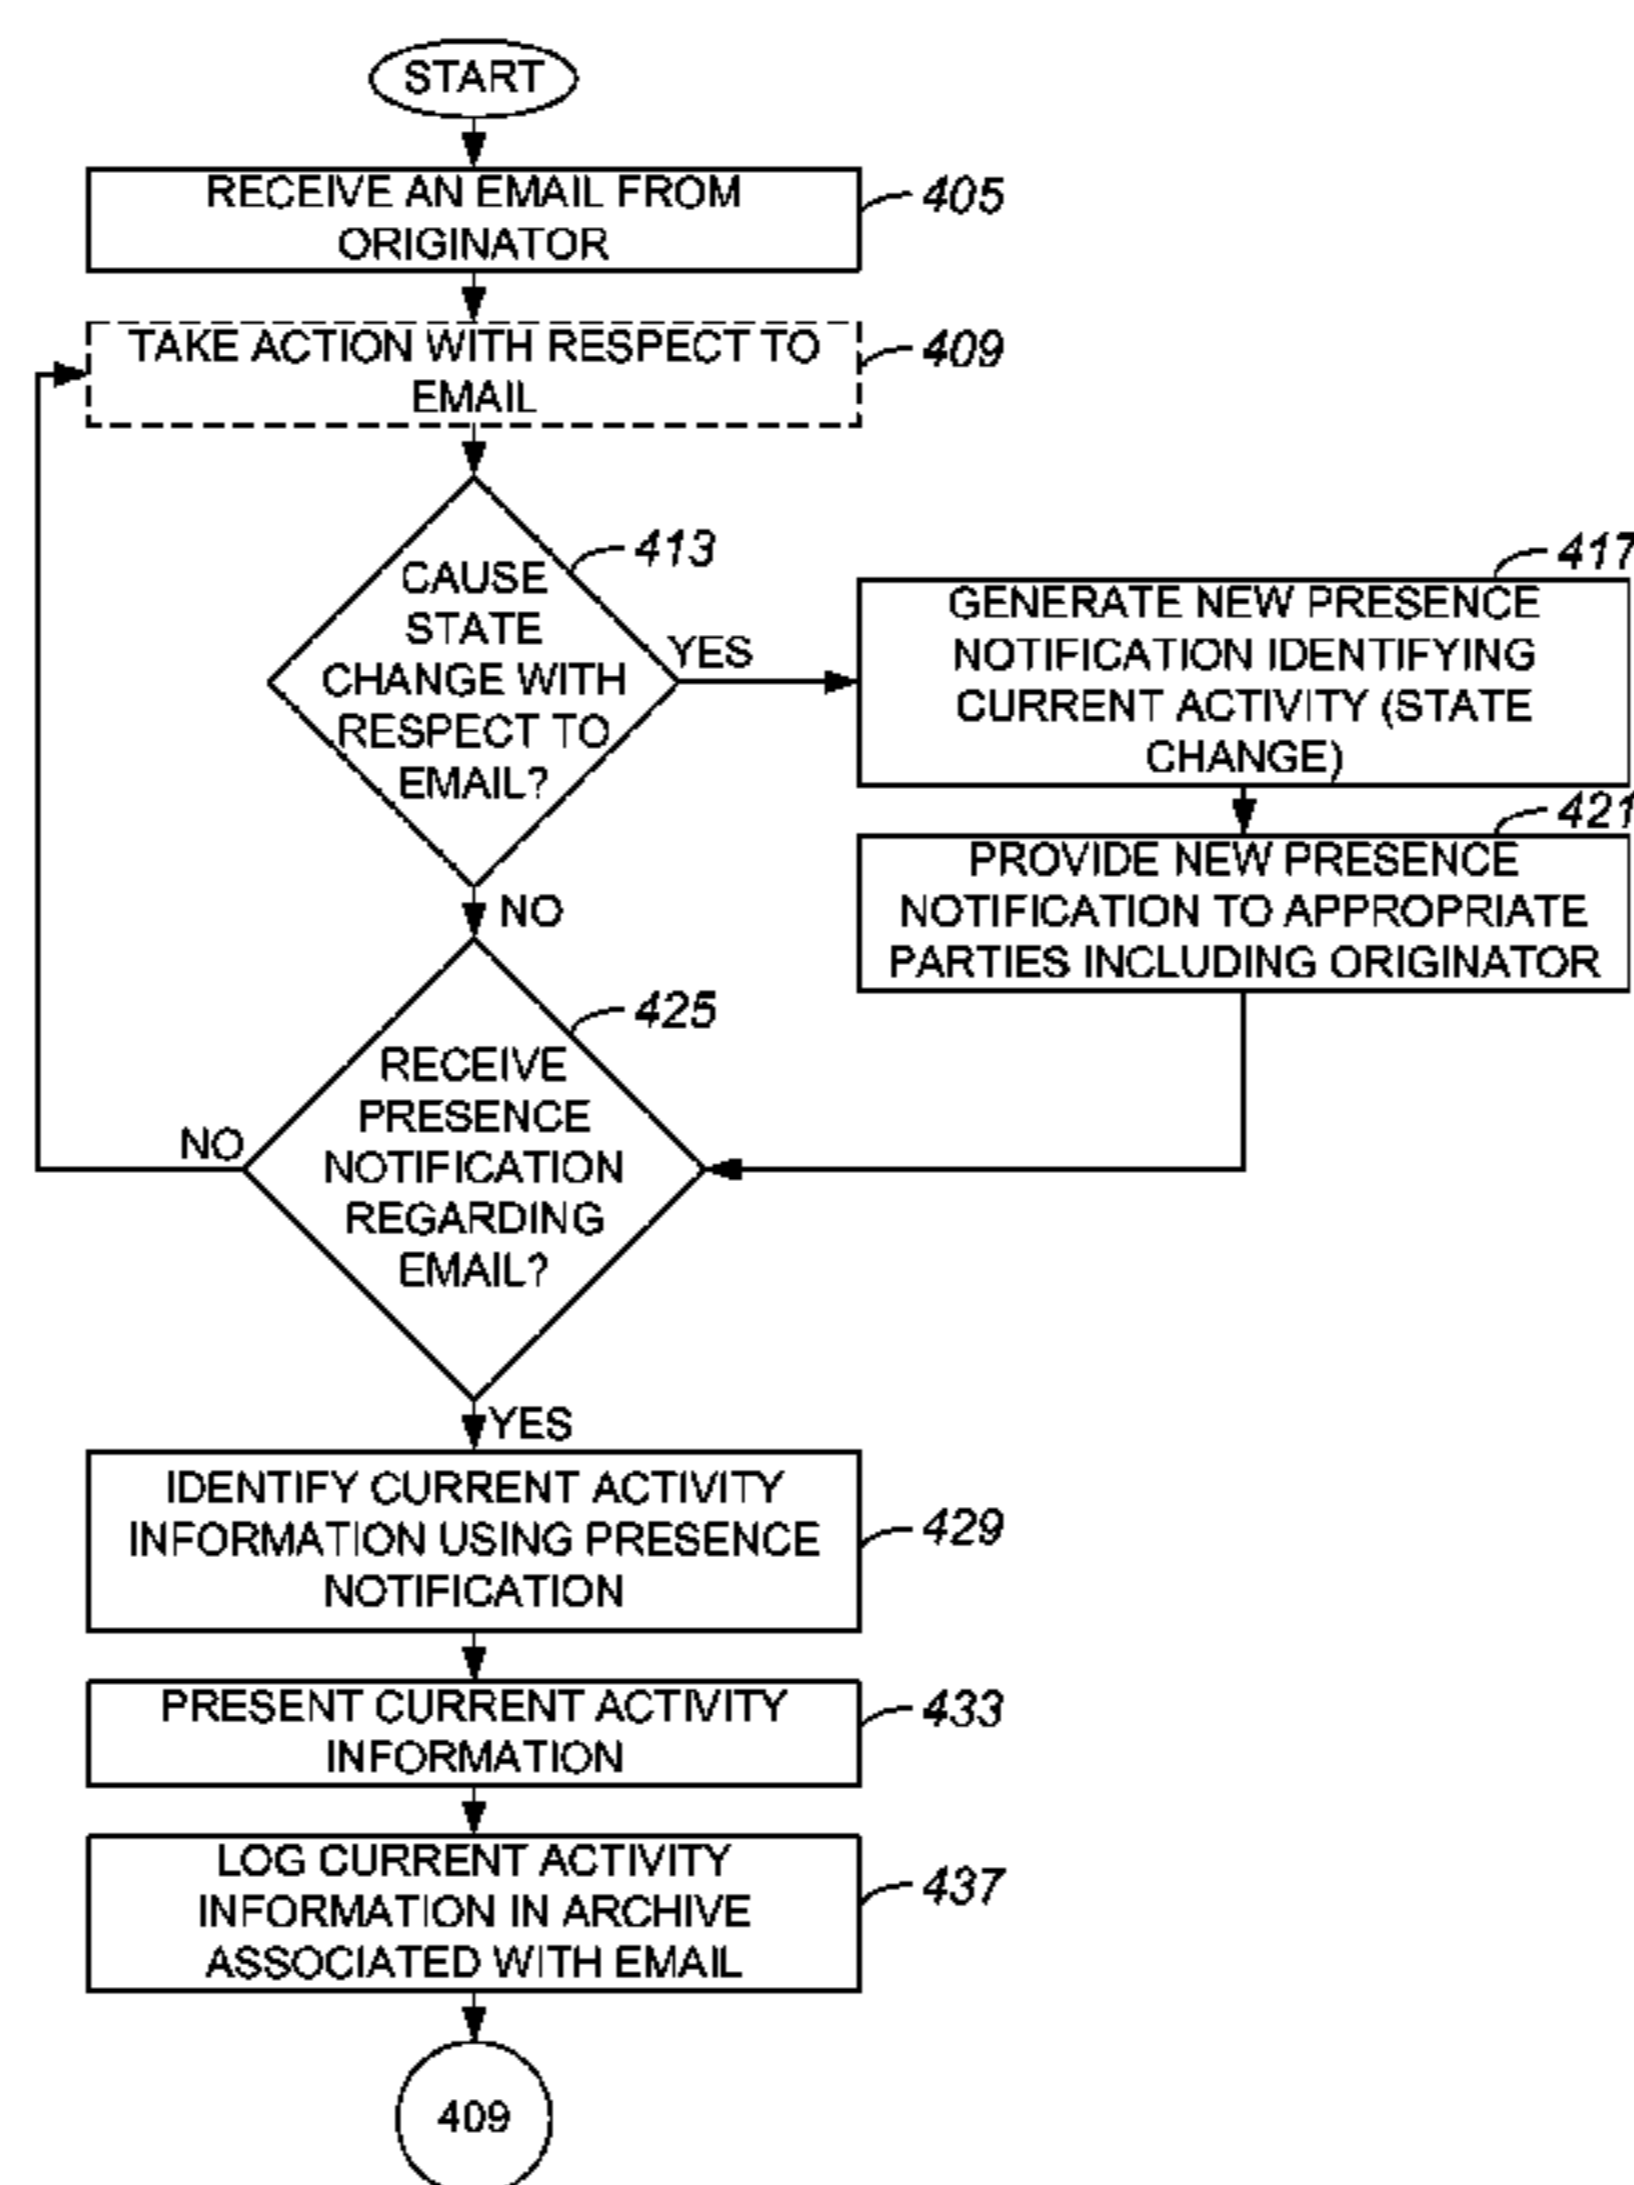 START
RECEIVE AN EMAIL FROM
ORIGINATOR
405
TAKE ACTION WITH RESPECT TO
EMAIL
409
CAUSE
STATE
CHANGE WITH
RESPECT TO
EMAIL?
413
YES
GENERATE NEW PRESENCE
NOTIFICATION IDENTIFYING
CURRENT ACTIVITY (STATE
CHANGE)
417
PROVIDE NEW PRESENCE
NOTIFICATION TO APPROPRIATE
PARTIES INCLUDING ORIGINATOR
421
NO
RECEIVE
PRESENCE
NOTIFICATION
REGARDING
EMAIL?
425
NO
YES
IDENTIFY CURRENT ACTIVITY
INFORMATION USING PRESENCE
NOTIFICATION
429
PRESENT CURRENT ACTIVITY
INFORMATION
433
LOG CURRENT ACTIVITY
INFORMATION IN ARCHIVE
ASSOCIATED WITH EMAIL
437
409